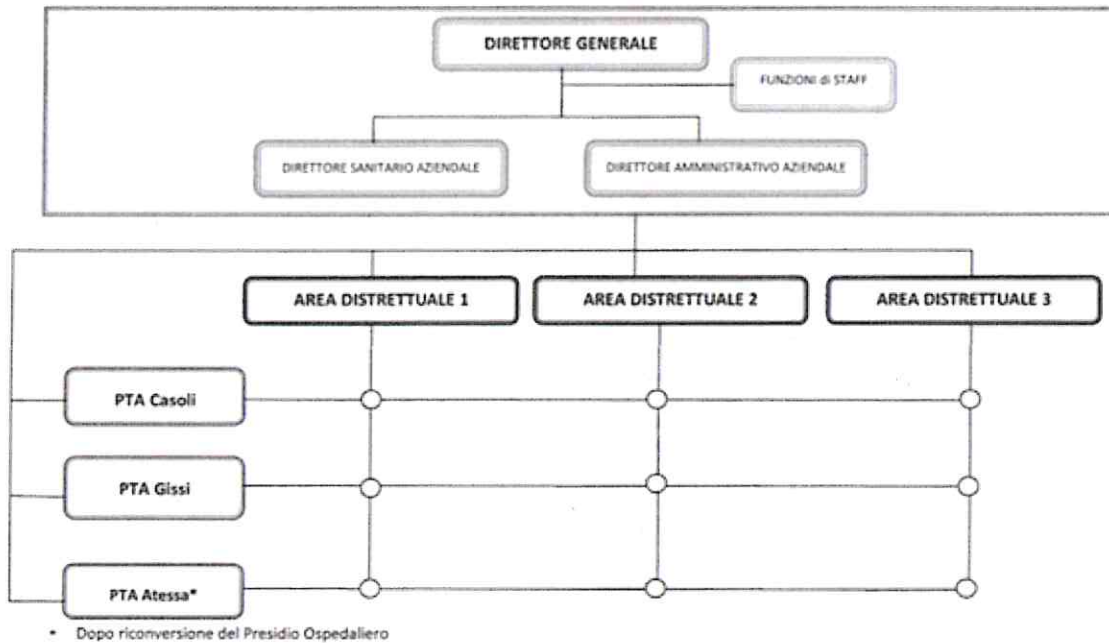 DIRETTORE GENERALE
FUNZIONI di STAFF
DIRETTORE SANITARIO AZIENDALE
DIRETTORE AMMINISTRATIVO AZIENDALE
AREA DISTRETTUALE 1
AREA DISTRETTUALE 2
AREA DISTRETTUALE 3
PTA Casoli
PTA Gissi
PTA Atessa*
* Dopo riconversione del Presidio Ospedaliero